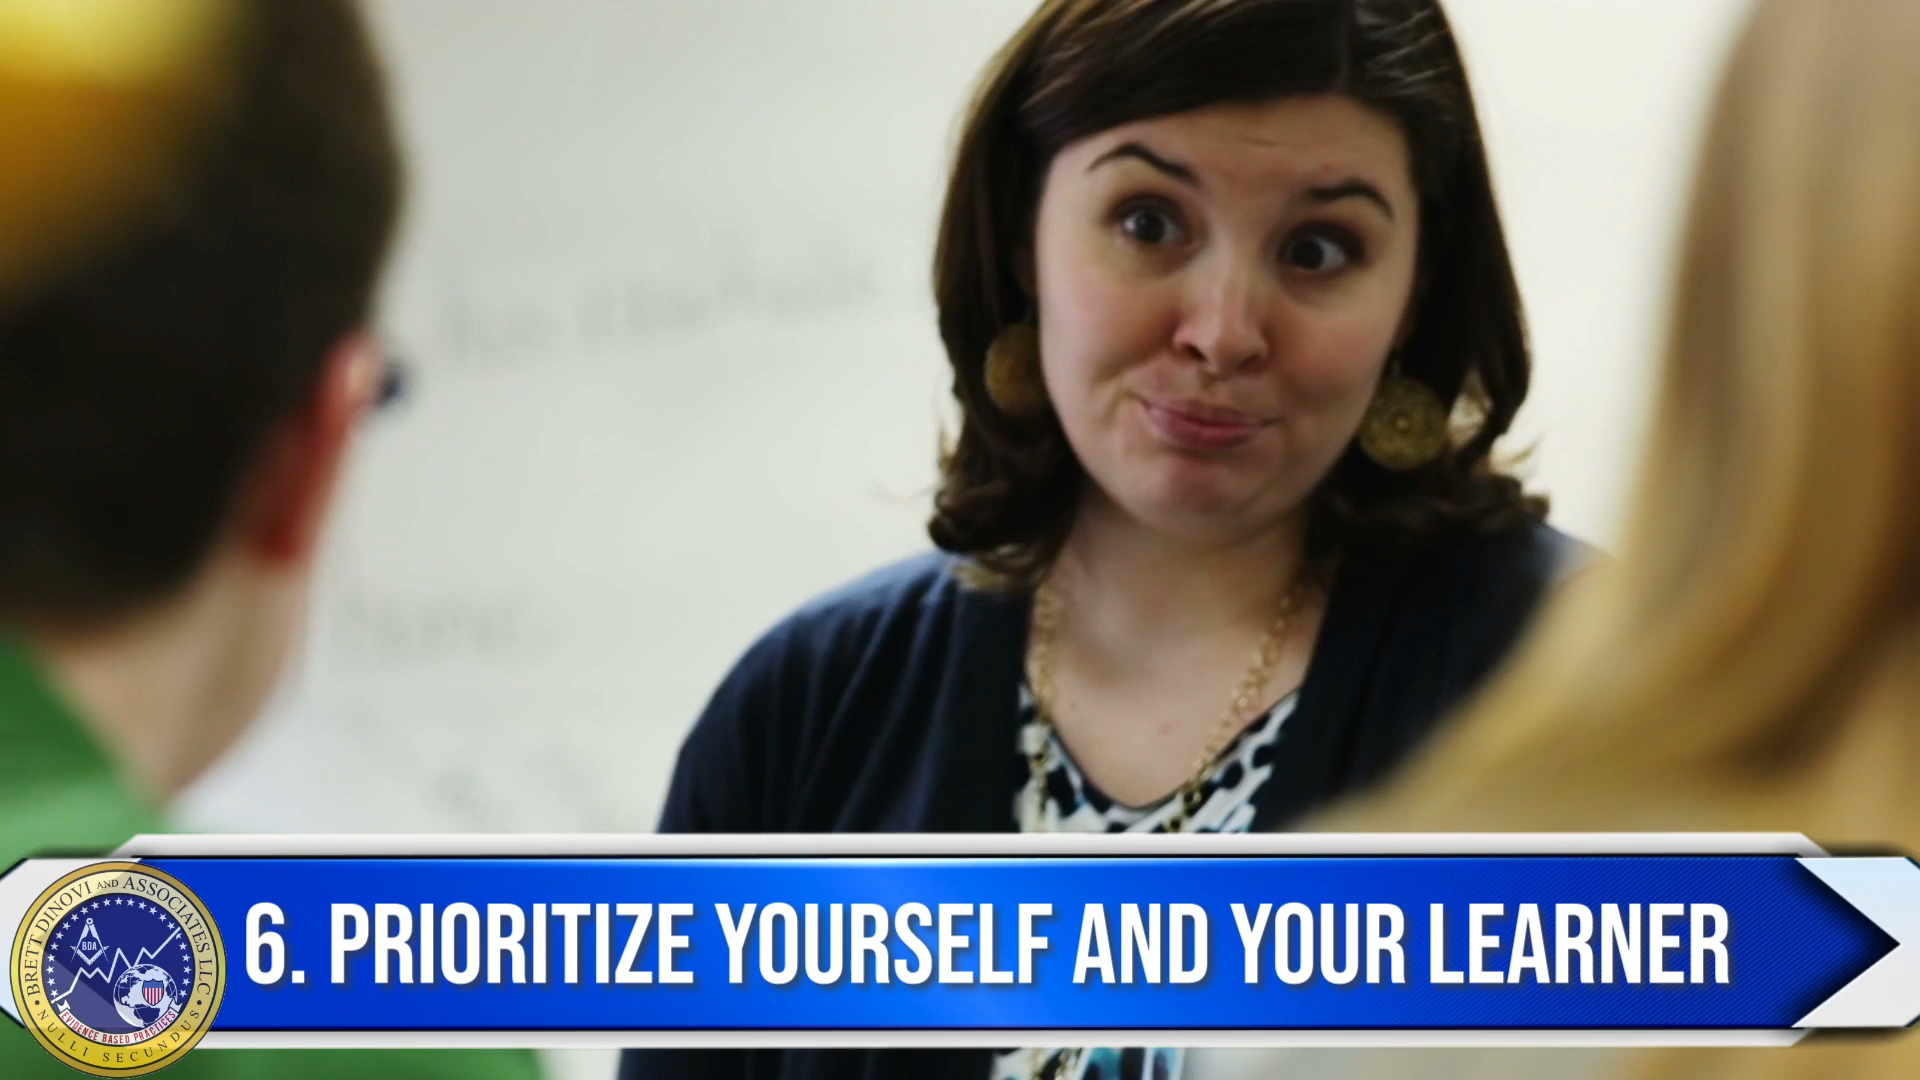 6. PRIORITIZE YOURSELF AND YOUR LEARNER
BRETT DINOVI AND ASSOCIATES LLC
BDA
EVIDENCE BASED PRACTICES
NULLI SECUNDUS